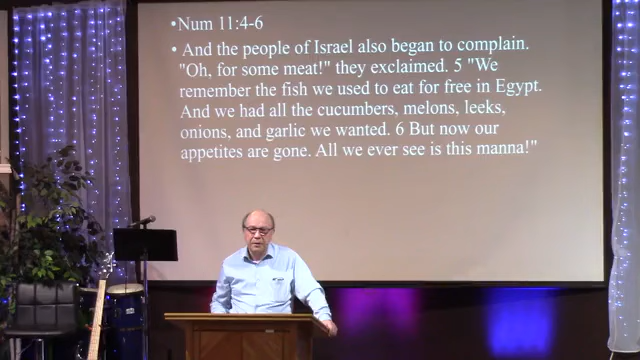 •Num 11:4-6
• And the people of Israel also began to complain.
"Oh, for some meat!" they exclaimed. 5 "We
remember the fish we used to eat for free in Egypt.
And we had all the cucumbers, melons, leeks,
onions, and garlic we wanted. 6 But now our
appetites are gone. All we ever see is this manna!"